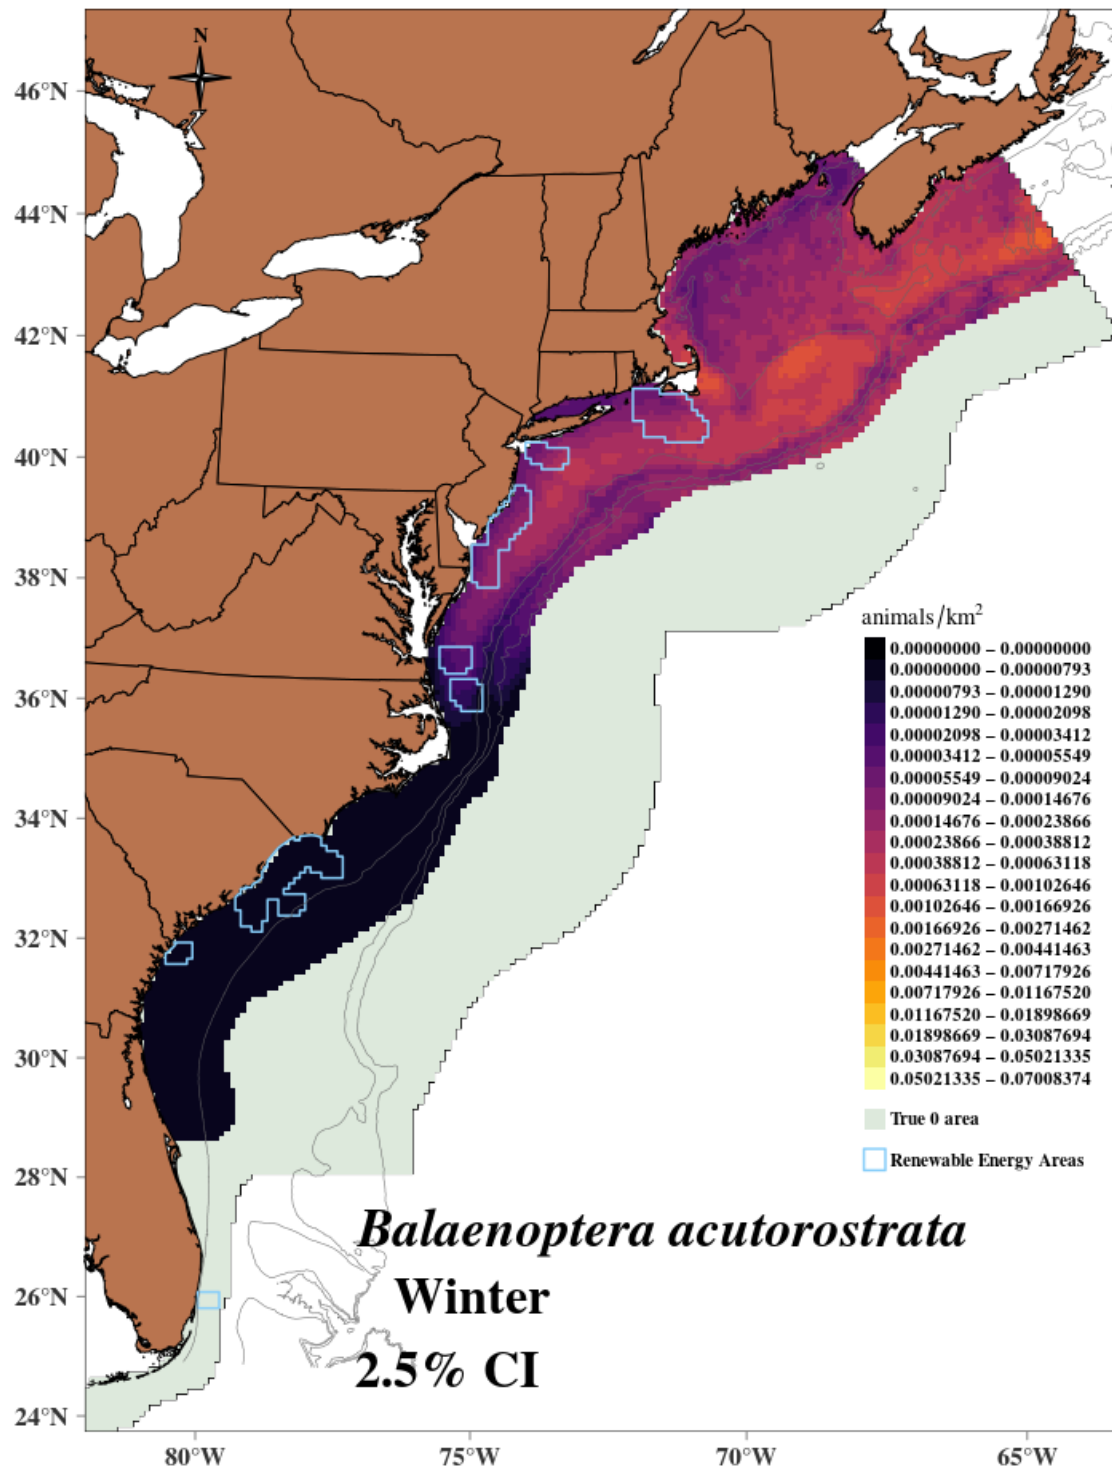 N
46°N
44°N
42°N
40°N
38°N
36°N
34°N
32°N
30°N
28°N
26°N
24°N
80°W
75°W
70°W
65°W
animals/km²
0.00000000 – 0.00000000
0.00000000 – 0.00000793
0.00000793 – 0.00001290
0.00001290 – 0.00002098
0.00002098 – 0.00003412
0.00003412 – 0.00005549
0.00005549 – 0.00009024
0.00009024 – 0.00014676
0.00014676 – 0.00023866
0.00023866 – 0.00038812
0.00038812 – 0.00063118
0.00063118 – 0.00102646
0.00102646 – 0.00166926
0.00166926 – 0.00271462
0.00271462 – 0.00441463
0.00441463 – 0.00717926
0.00717926 – 0.01167520
0.01167520 – 0.01898669
0.01898669 – 0.03087694
0.03087694 – 0.05021335
0.05021335 – 0.07008374
True 0 area
Renewable Energy Areas
Balaenoptera acutorostrata
Winter
2.5% CI